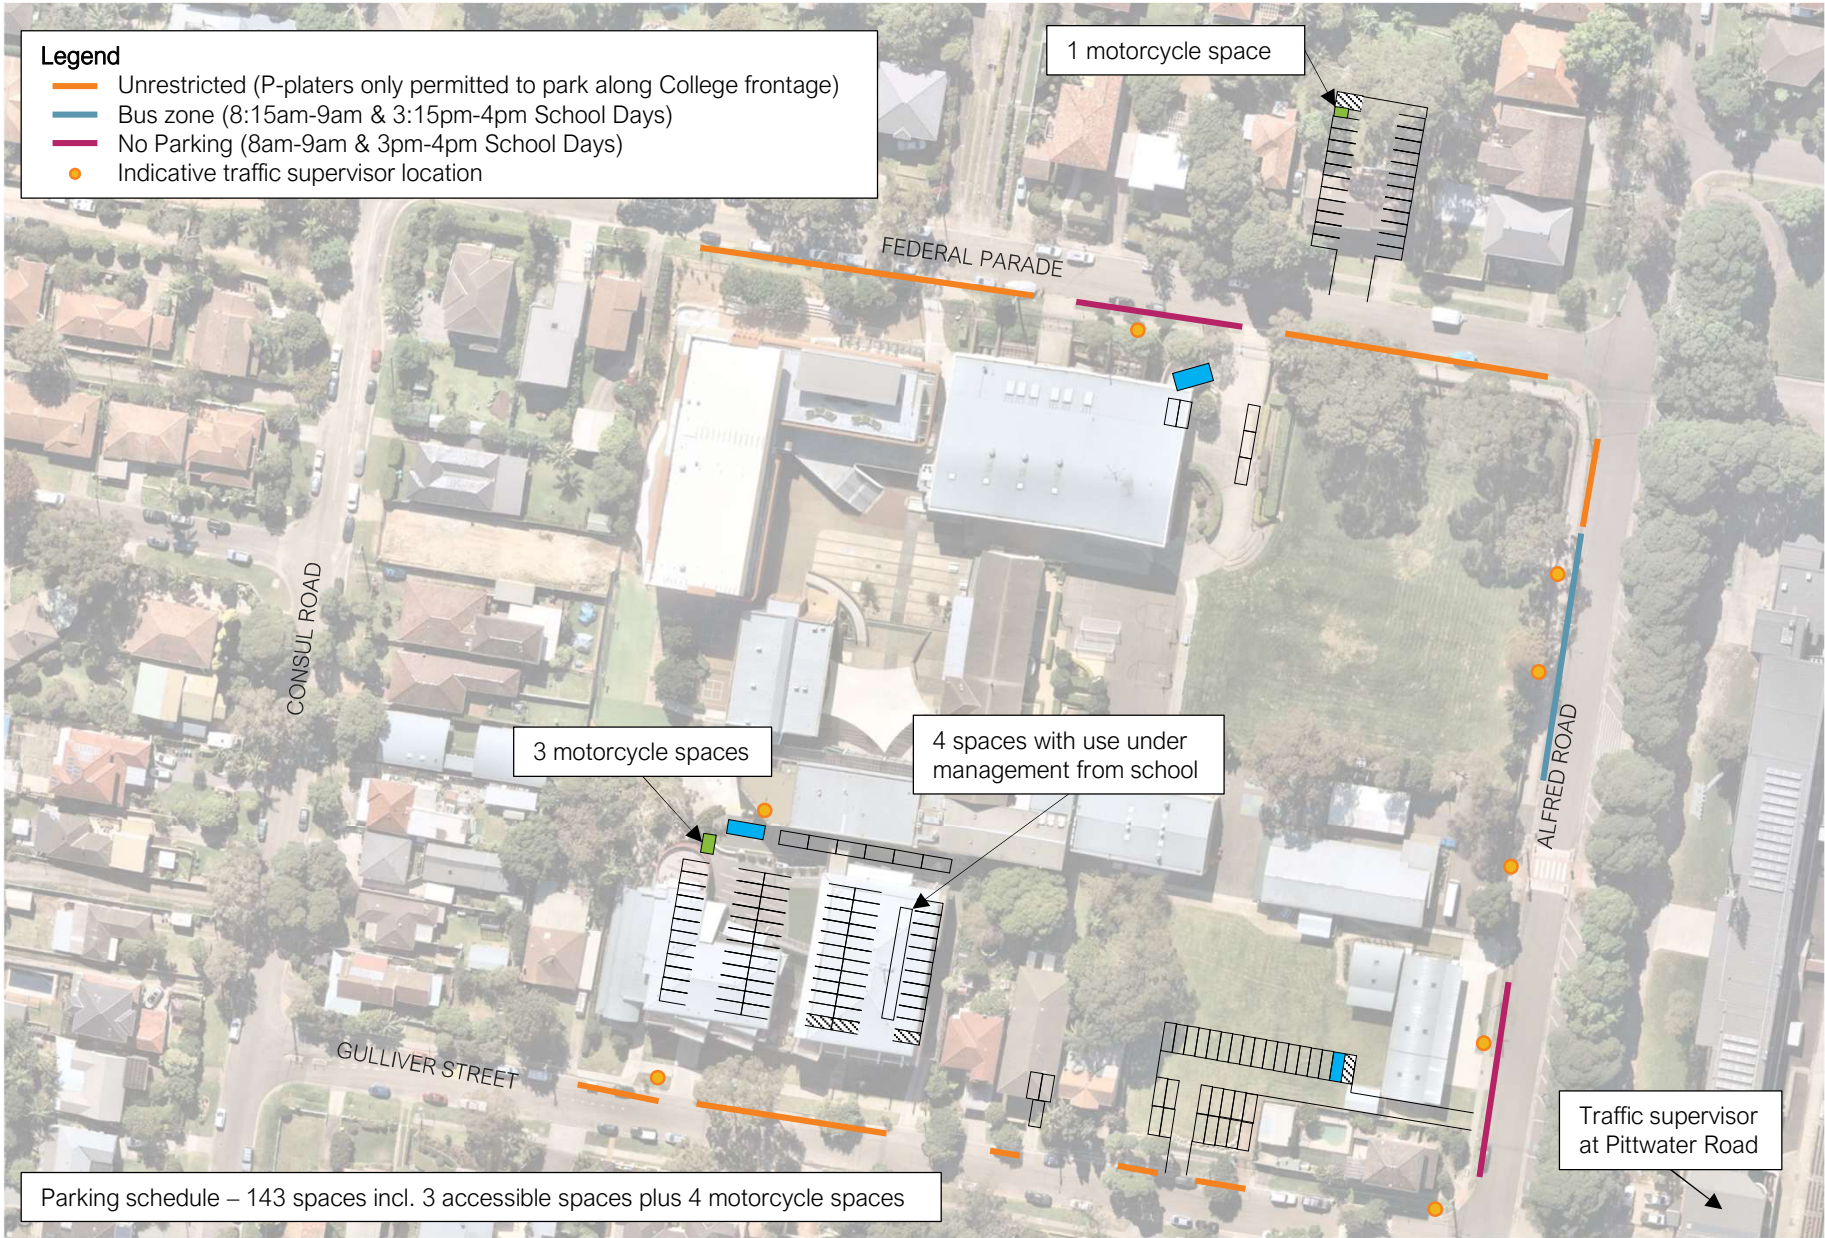 Legend
Unrestricted (P-platers only permitted to park along College frontage)
Bus zone (8:15am-9am & 3:15pm-4pm School Days)
No Parking (8am-9am & 3pm-4pm School Days)
Indicative traffic supervisor location
1 motorcycle space
FEDERAL PARADE
CONSUL ROAD
ALFRED ROAD
3 motorcycle spaces
4 spaces with use under
management from school
GULLIVER STREET
Traffic supervisor
at Pittwater Road
Parking schedule – 143 spaces incl. 3 accessible spaces plus 4 motorcycle spaces